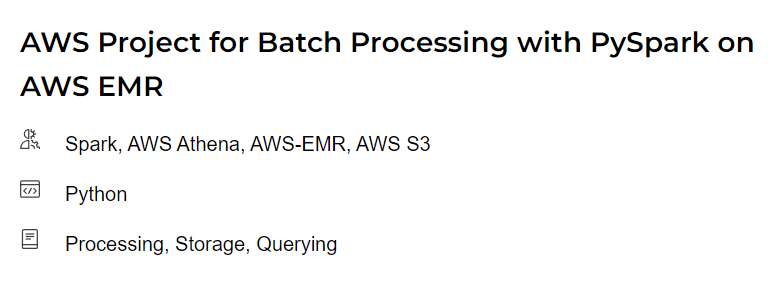 AWS Project for Batch Processing with PySpark on
AWS EMR
Spark, AWS Athena, AWS-EMR, AWS S3
Python
Processing, Storage, Querying